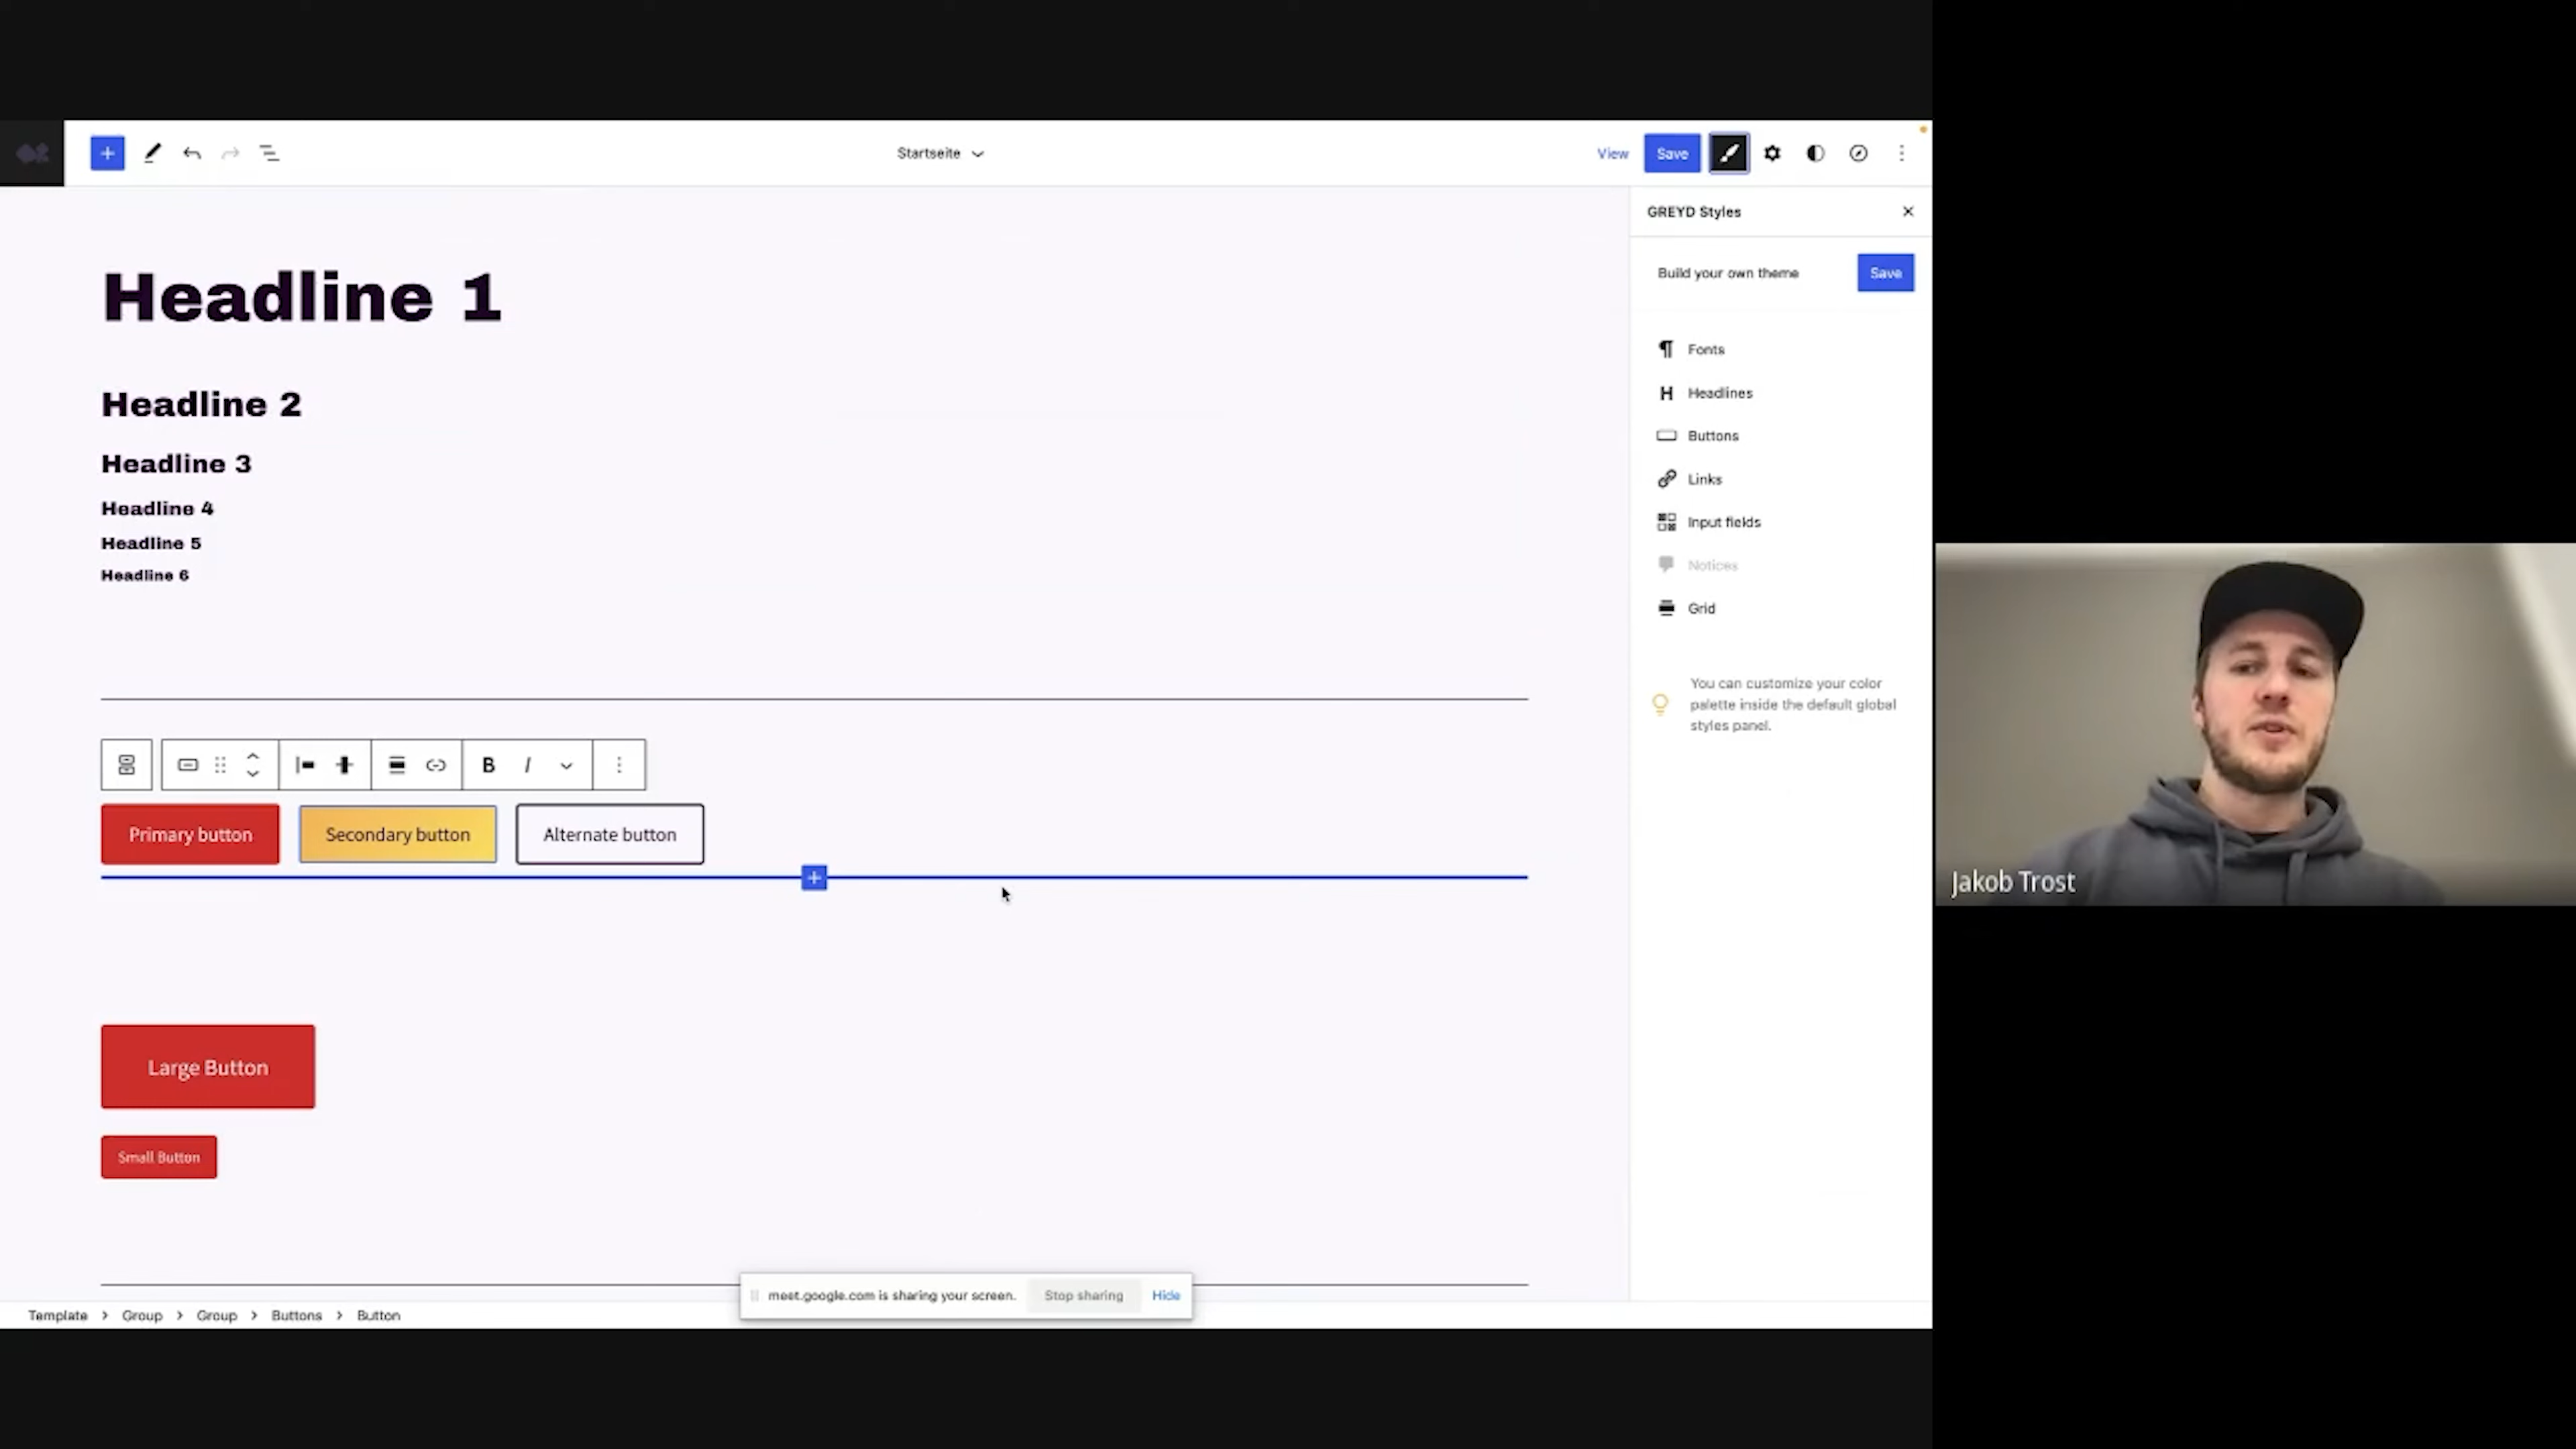 Startseite
View
Save
GREYD Styles
Build your own theme
Save
Fonts
Headlines
Buttons
Links
Input fields
Notices
Grid
You can customize your color
palette inside the default global
styles panel.
Headline 1
Headline 2
Headline 3
Headline 4
Headline 5
Headline 6
B I
Primary button
Secondary button
Alternate button
Large Button
Small Button
meet.google.com is sharing your screen.
Stop sharing
Hide
Template > Group > Group > Buttons > Button
Jakob Trost